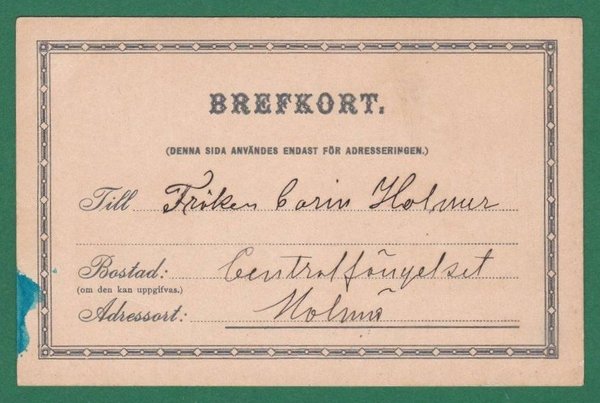 BREFKORT.
(DENNA SIDA ANVÄNDES ENDAST FÖR ADRESSERINGEN.)
Till Fröken Carin Holmer
Bostad: Centralfängelset
(om den kan uppgifvas.)
Adressort: Malmö